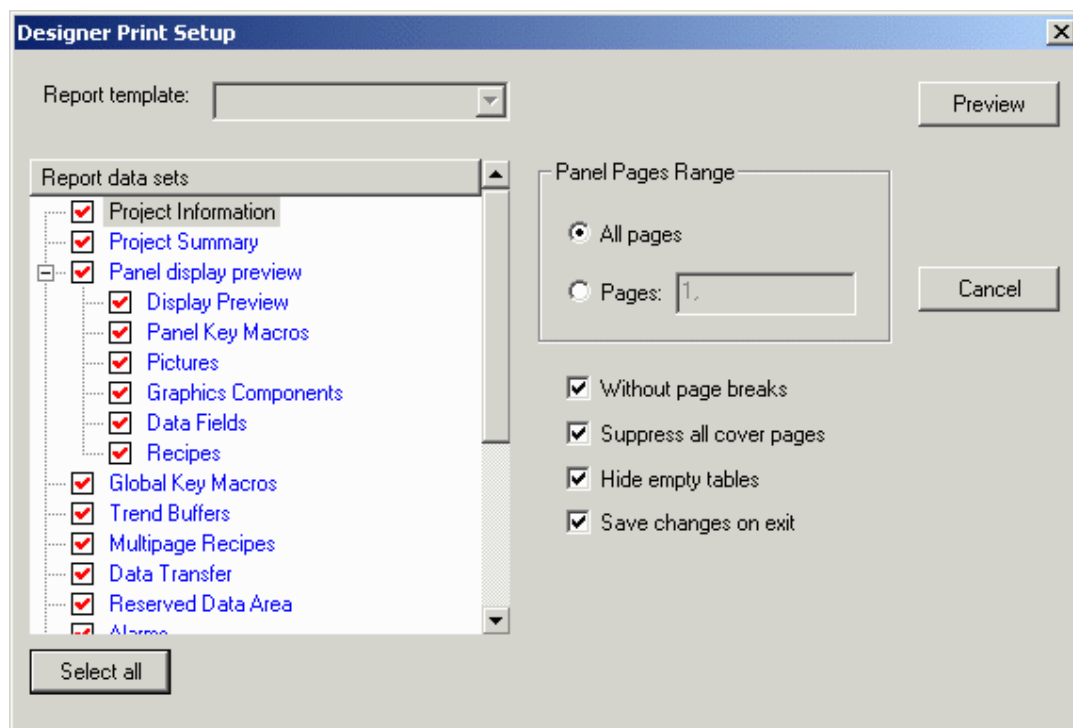 Designer Print Setup
Report template:
Preview
Report data sets
Project Information
Project Summary
Panel display preview
Display Preview
Panel Key Macros
Pictures
Graphics Components
Data Fields
Recipes
Global Key Macros
Trend Buffers
Multipage Recipes
Data Transfer
Reserved Data Area
Alarms
Select all
Panel Pages Range
All pages
Pages: 1,
Cancel
Without page breaks
Suppress all cover pages
Hide empty tables
Save changes on exit